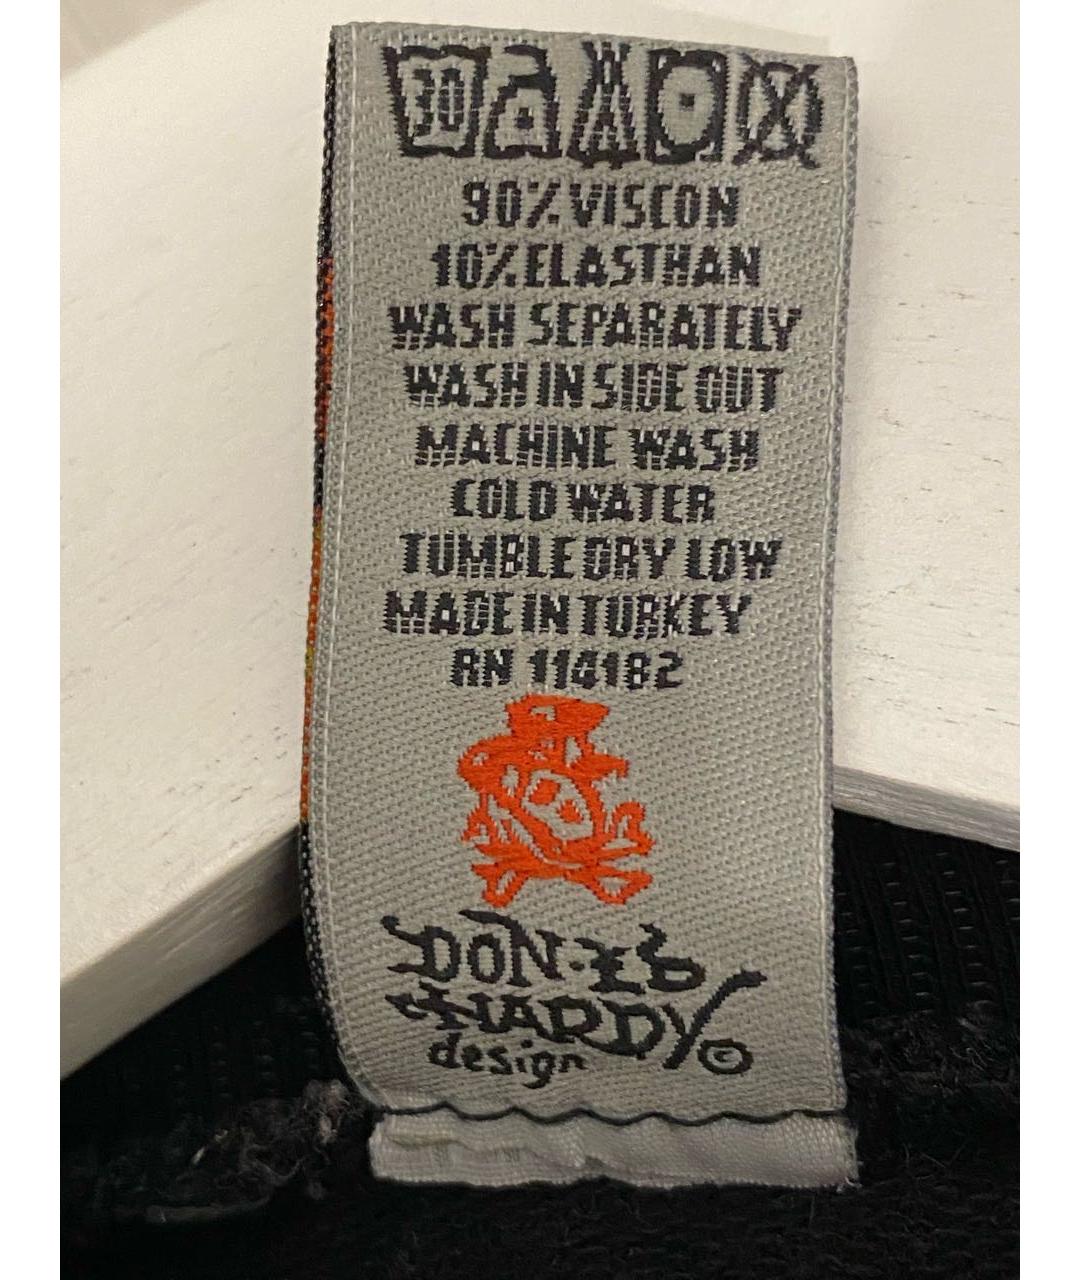 30
90% VISCON
10% ELASTHAN
WASH SEPARATELY
WASH IN SIDE OUT
MACHINE WASH
COLD WATER
TUMBLE DRY LOW
MADE IN TURKEY
RN 114182
DON·ED
HARDY ©
design